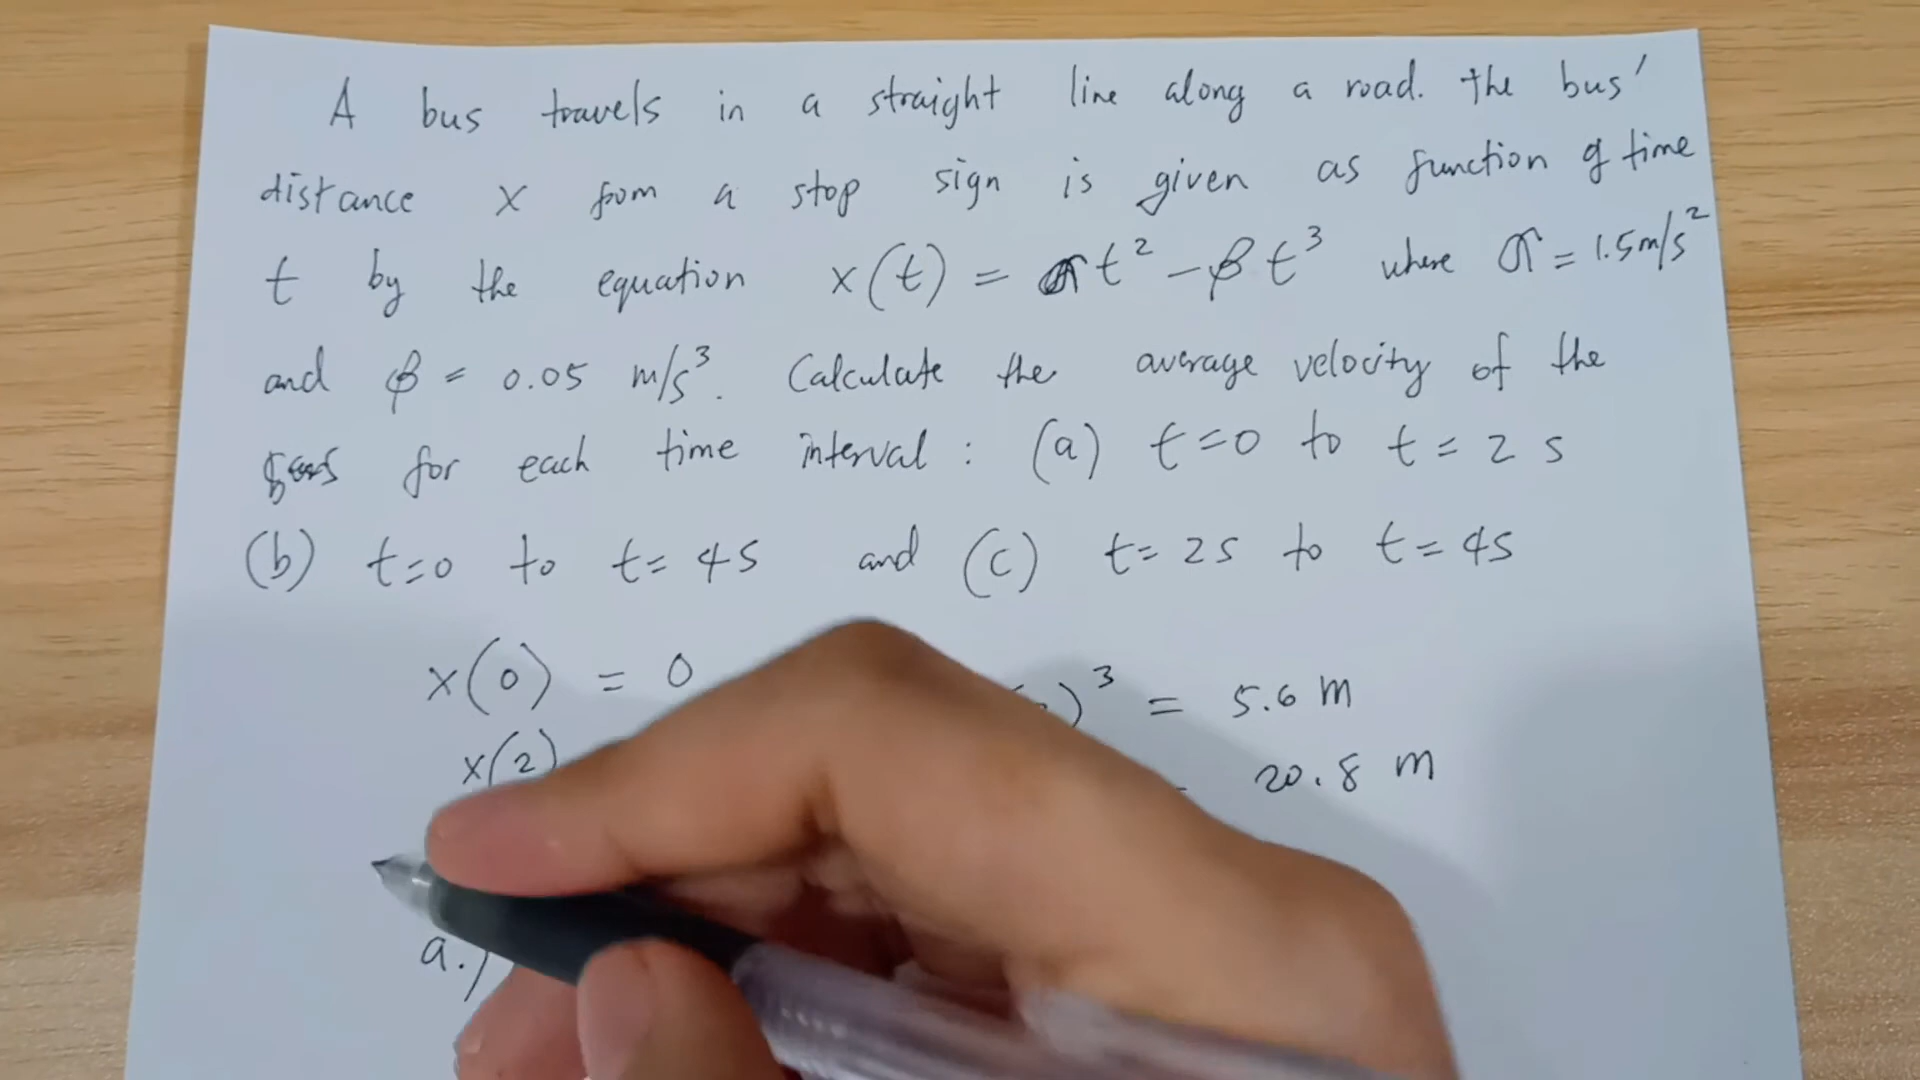 A bus travels in a straight line along a road. The bus'
distance x from a stop sign is given as function of time
t by the equation x(t) = σt² - βt³ where σ = 1.5 m/s²
and β = 0.05 m/s³. Calculate the average velocity of the
for each time interval: (a) t=0 to t = 2 s
(b) t=0 to t= 4s and (c) t= 2s to t= 4s
x(0) = 0
x(2) )³ = 5.6 m
20.8 m
a.)